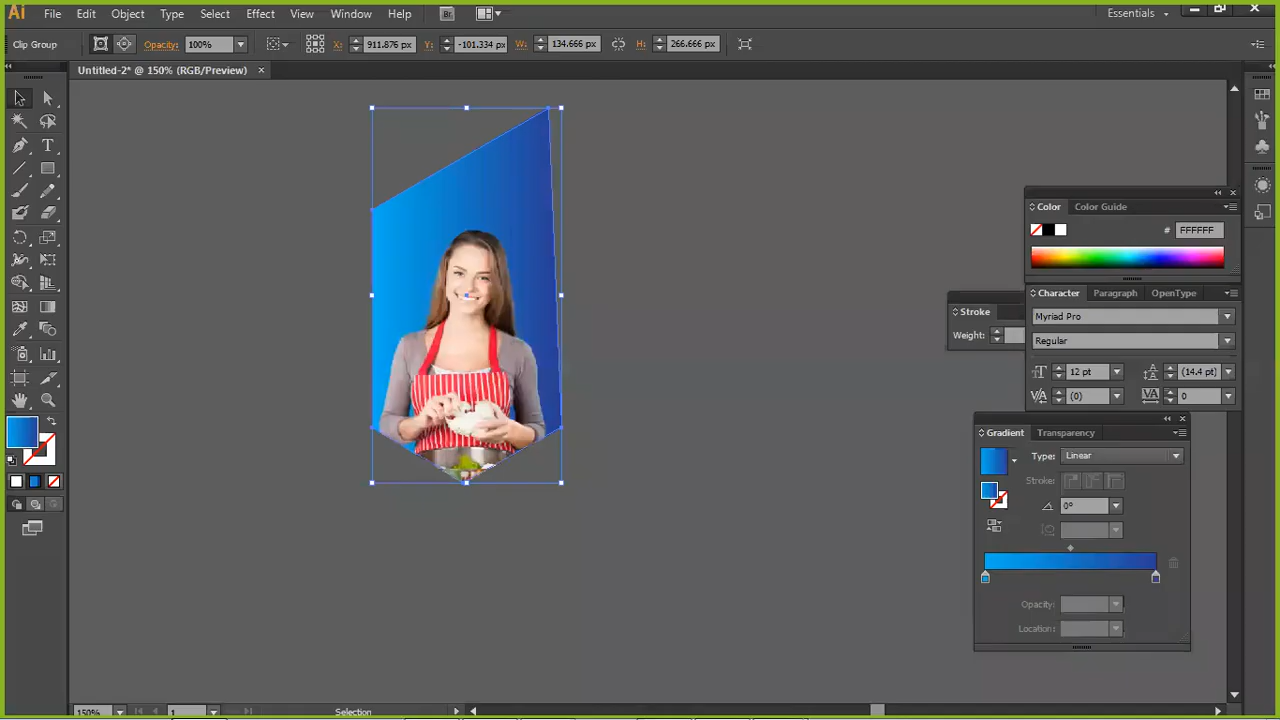 Ai File Edit Object Type Select Effect View Window Help Br Essentials
Clip Group Opacity: 100% X: 911.876 px Y: -101.334 px W: 134.666 px H: 266.666 px
Untitled-2* @ 150% (RGB/Preview)
Color Color Guide
# FFFFFF
Character Paragraph OpenType
Stroke
Myriad Pro
Weight:
Regular
12 pt (14.4 pt)
(0) 0
Gradient Transparency
Type: Linear
Stroke:
0°
Opacity:
Location:
150% 1 Selection